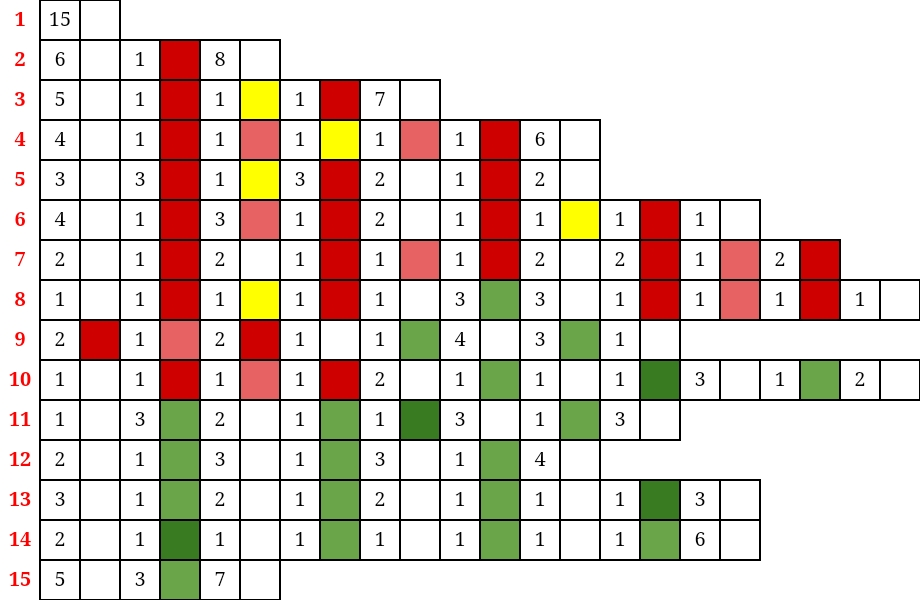 1 15
2 6 1 8
3 5 1 1 1 7
4 4 1 1 1 1 1 6
5 3 3 1 3 2 1 2
6 4 1 3 1 2 1 1 1 1
7 2 1 2 1 1 1 2 2 1 2
8 1 1 1 1 1 3 3 1 1 1 1
9 2 1 2 1 1 4 3 1
10 1 1 1 1 2 1 1 1 3 1 2
11 1 3 2 1 1 3 1 3
12 2 1 3 1 3 1 4
13 3 1 2 1 2 1 1 1 3
14 2 1 1 1 1 1 1 1 6
15 5 3 7